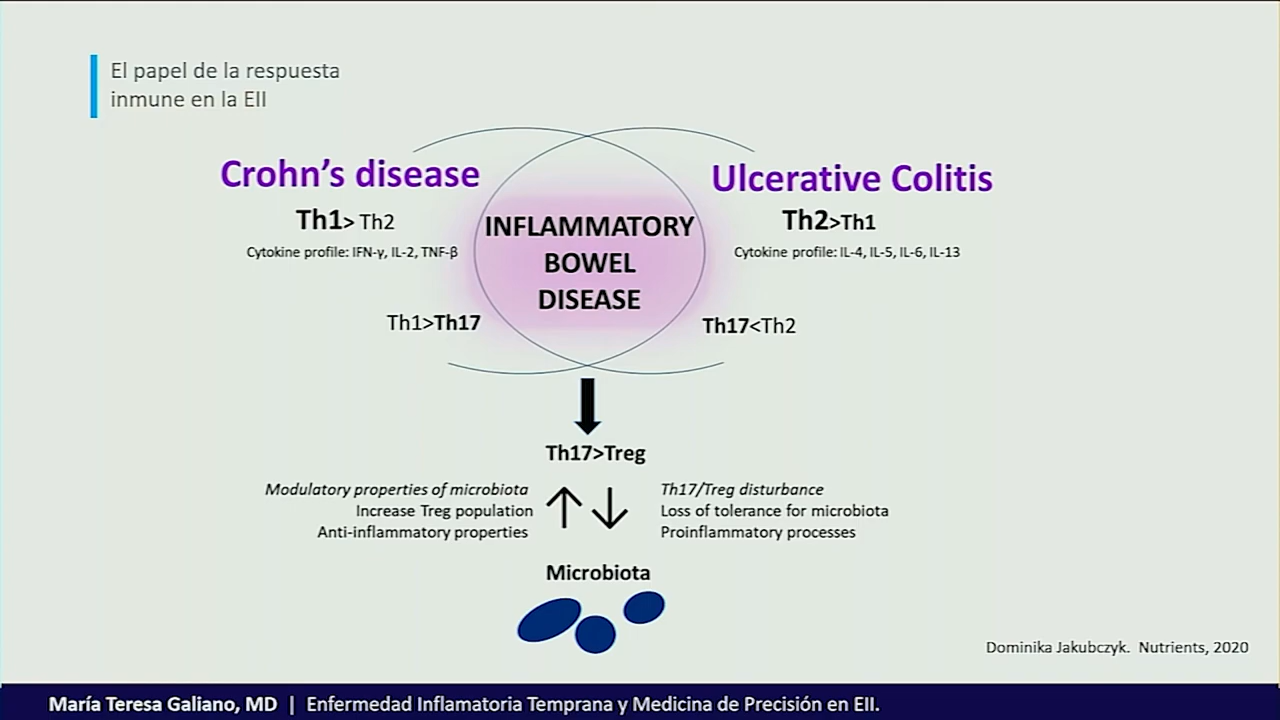 El papel de la respuesta
inmune en la EII
Crohn's disease
Th1> Th2
Cytokine profile: IFN-γ, IL-2, TNF-β
Th1>Th17
INFLAMMATORY
BOWEL
DISEASE
Ulcerative Colitis
Th2>Th1
Cytokine profile: IL-4, IL-5, IL-6, IL-13
Th17<Th2
Th17>Treg
Modulatory properties of microbiota
Increase Treg population
Anti-inflammatory properties
Th17/Treg disturbance
Loss of tolerance for microbiota
Proinflammatory processes
Microbiota
Dominika Jakubczyk. Nutrients, 2020
María Teresa Galiano, MD | Enfermedad Inflamatoria Temprana y Medicina de Precisión en EII.